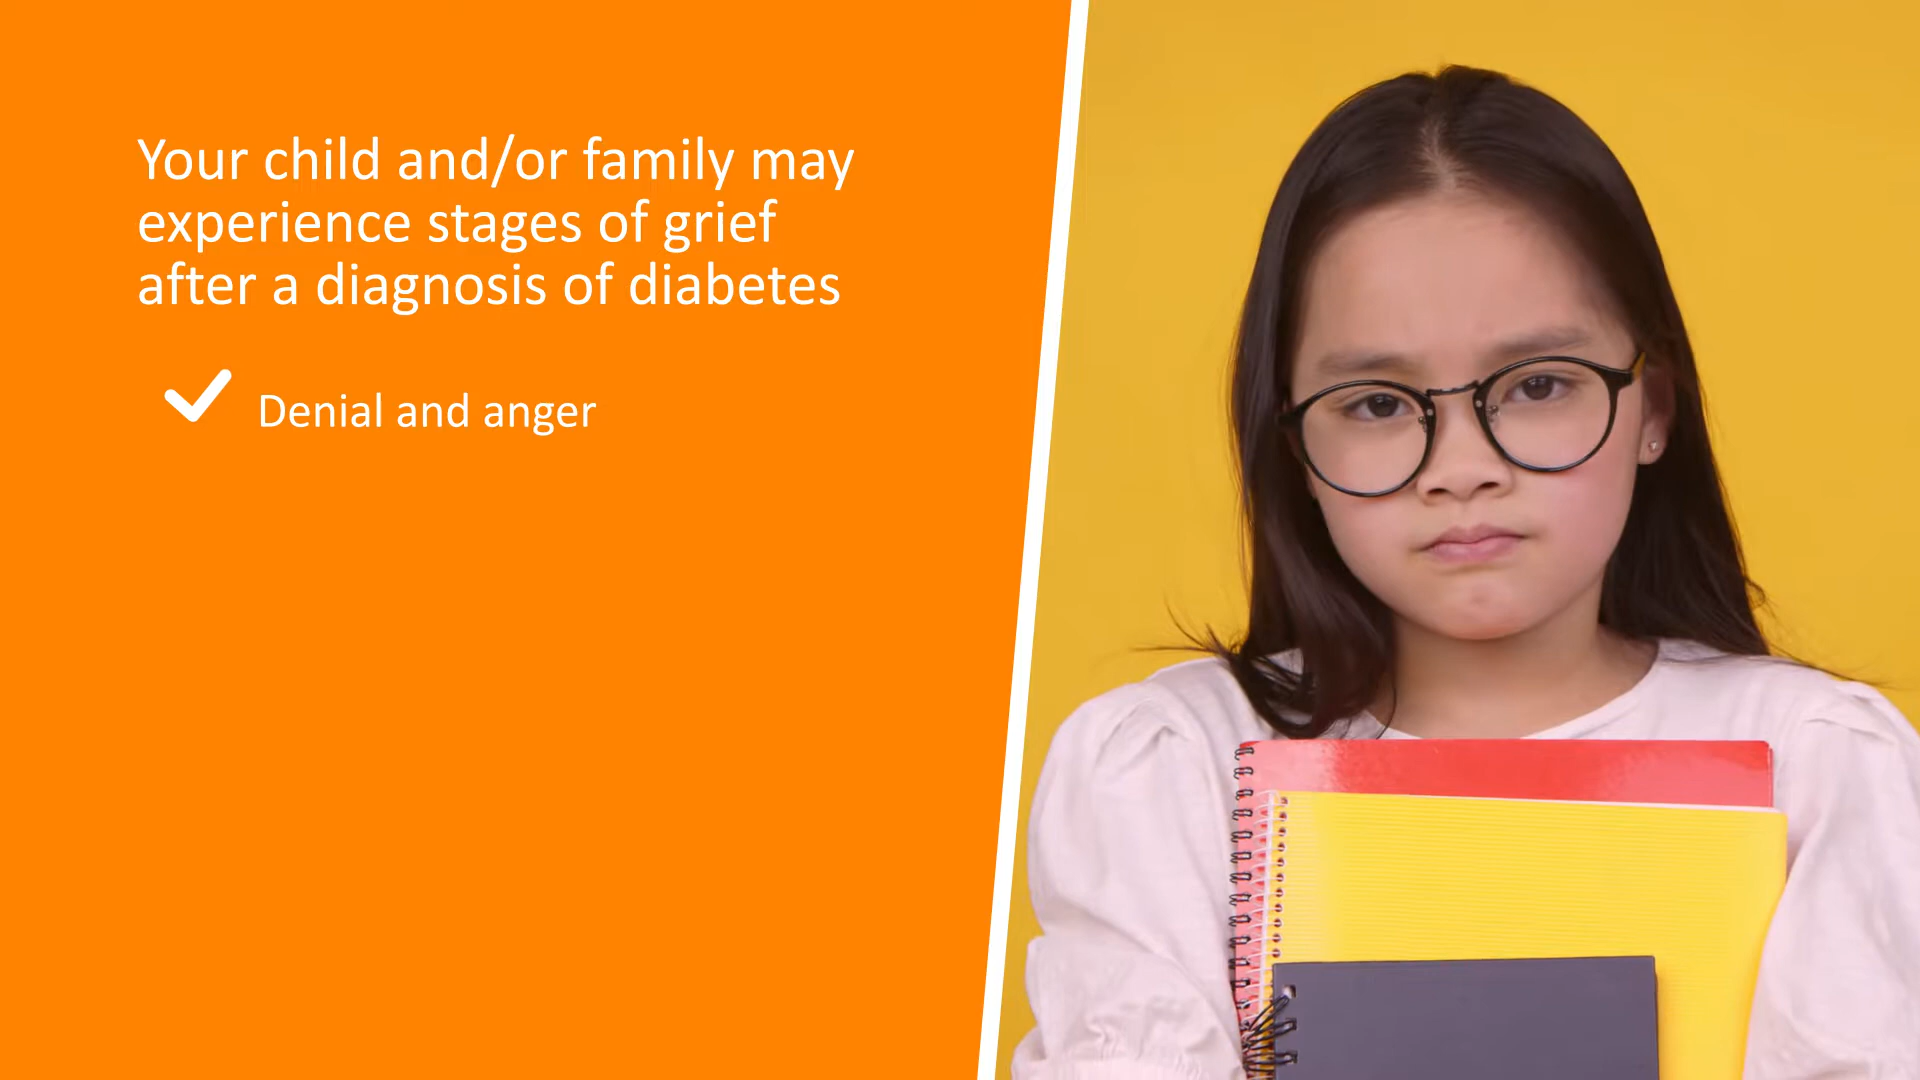 Your child and/or family may
experience stages of grief
after a diagnosis of diabetes
Denial and anger